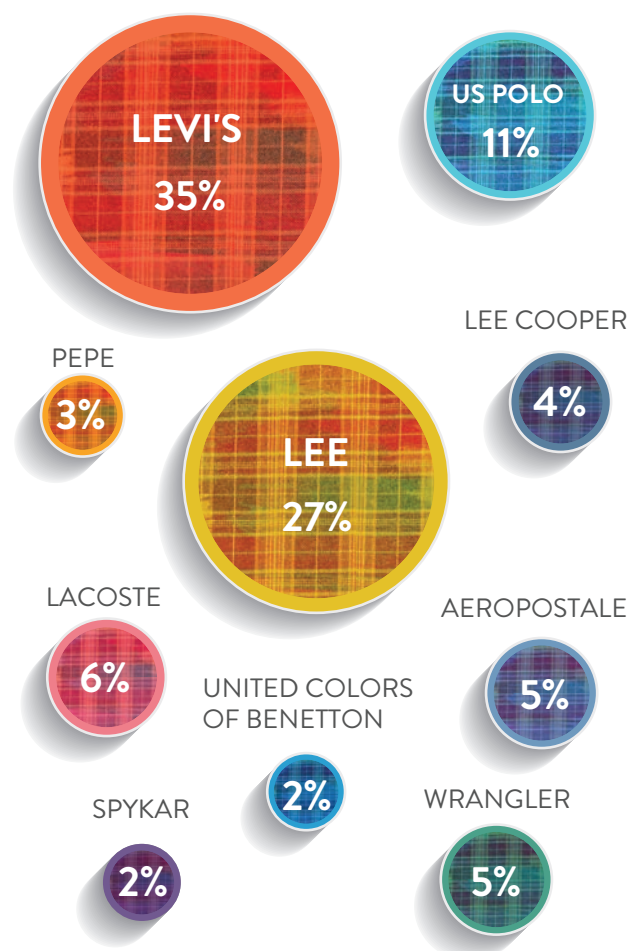 LEVI'S
35%
US POLO
11%
LEE COOPER
4%
PEPE
3%
LEE
27%
LACOSTE
6%
AEROPOSTALE
5%
UNITED COLORS
OF BENETTON
2%
SPYKAR
2%
WRANGLER
5%